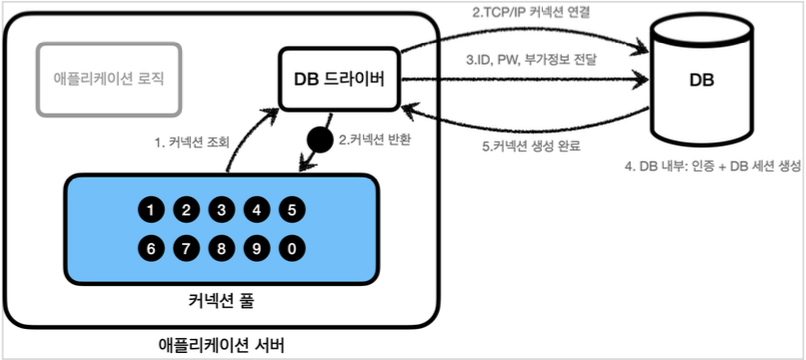 2.TCP/IP 커넥션 연결
애플리케이션 로직
DB 드라이버
3.ID, PW, 부가정보 전달
DB
1. 커넥션 조회
2.커넥션 반환
5.커넥션 생성 완료
4. DB 내부: 인증 + DB 세션 생성
1 2 3 4 5
6 7 8 9 0
커넥션 풀
애플리케이션 서버